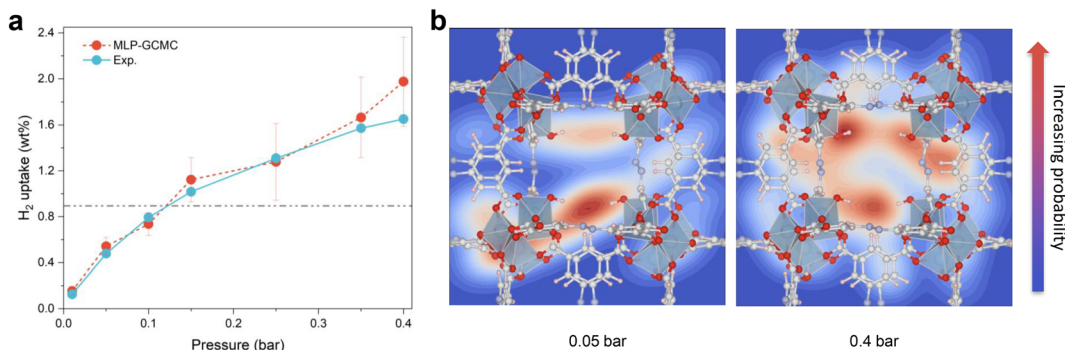 a
2.4
2.0
1.6
1.2
0.8
0.4
0.0
H₂ uptake (wt%)
MLP-GCMC
Exp.
0.0 0.1 0.2 0.3 0.4
Pressure (bar)
b
0.05 bar
0.4 bar
Increasing probability